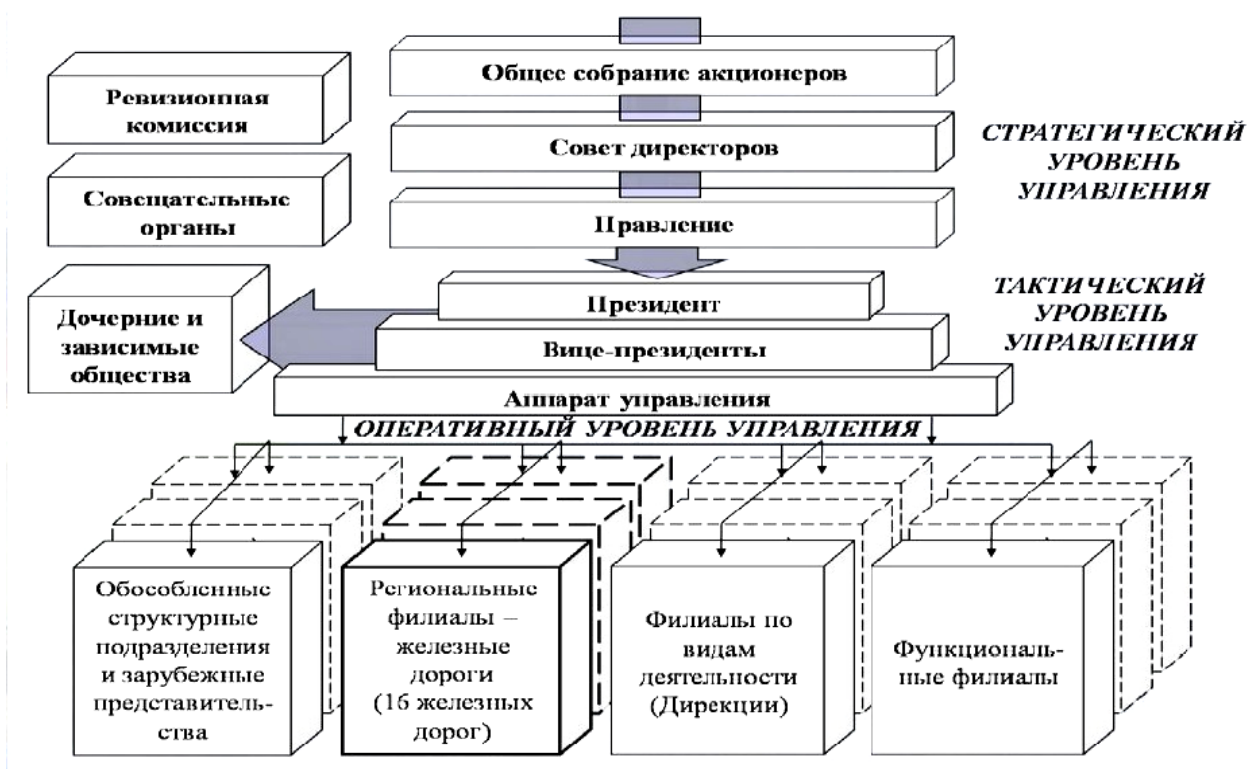 Общее собрание акционеров
Ревизионная
комиссия
Совет директоров
СТРАТЕГИЧЕСКИЙ
УРОВЕНЬ
УПРАВЛЕНИЯ
Совещательные
органы
Правление
Президент
ТАКТИЧЕСКИЙ
УРОВЕНЬ
УПРАВЛЕНИЯ
Дочерние и
зависимые
общества
Вице-президенты
Аппарат управления
ОПЕРАТИВНЫЙ УРОВЕНЬ УПРАВЛЕНИЯ
Обособленные
структурные
подразделения
и зарубежные
представитель-
ства
Региональные
филиалы –
железные
дороги
(16 железных
дорог)
Филиалы по
видам
деятельности
(Дирекции)
Функциональ-
ные филиалы